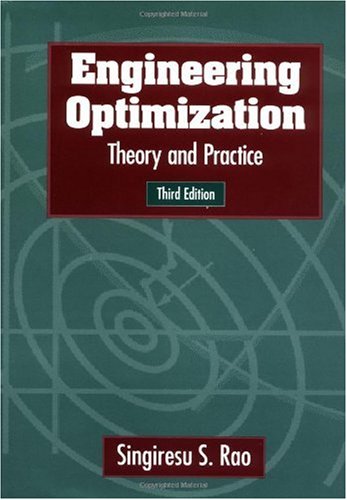 Engineering
Optimization
Theory and Practice
Third Edition
Singiresu S. Rao